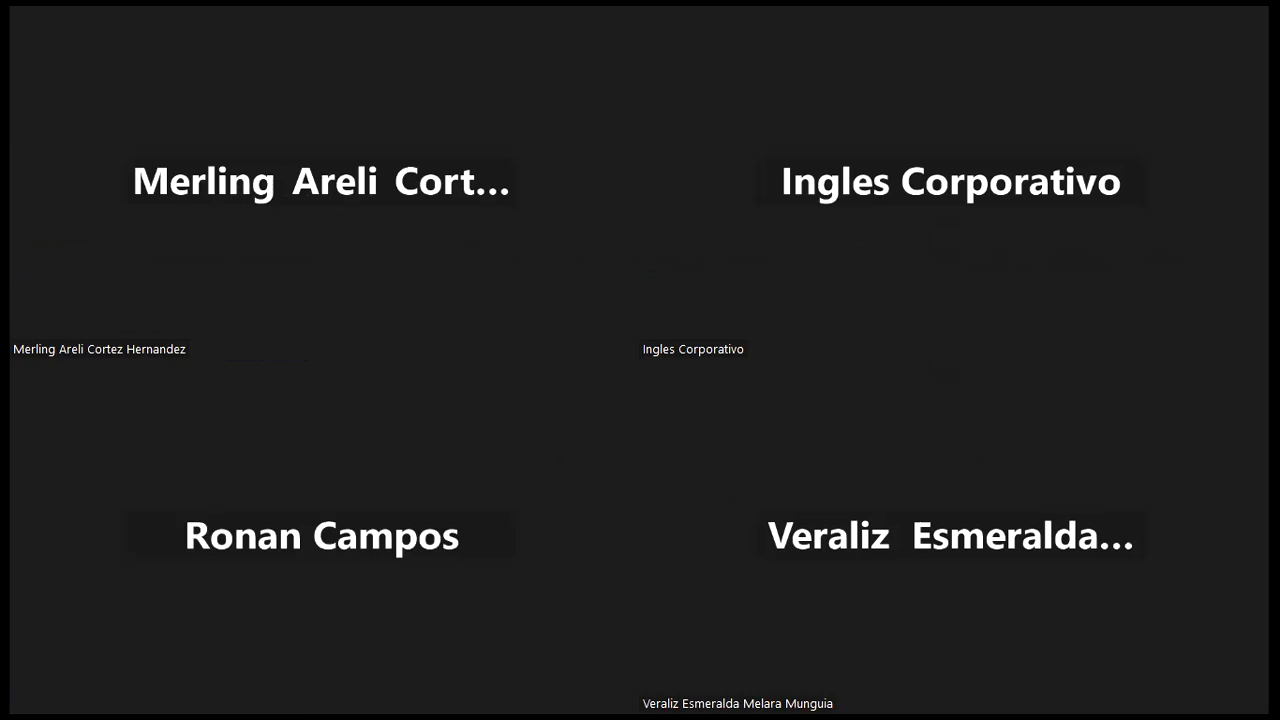 Merling Areli Cort...
Ingles Corporativo
Merling Areli Cortez Hernandez
Ingles Corporativo
Ronan Campos
Veraliz Esmeralda...
Veraliz Esmeralda Melara Munguia